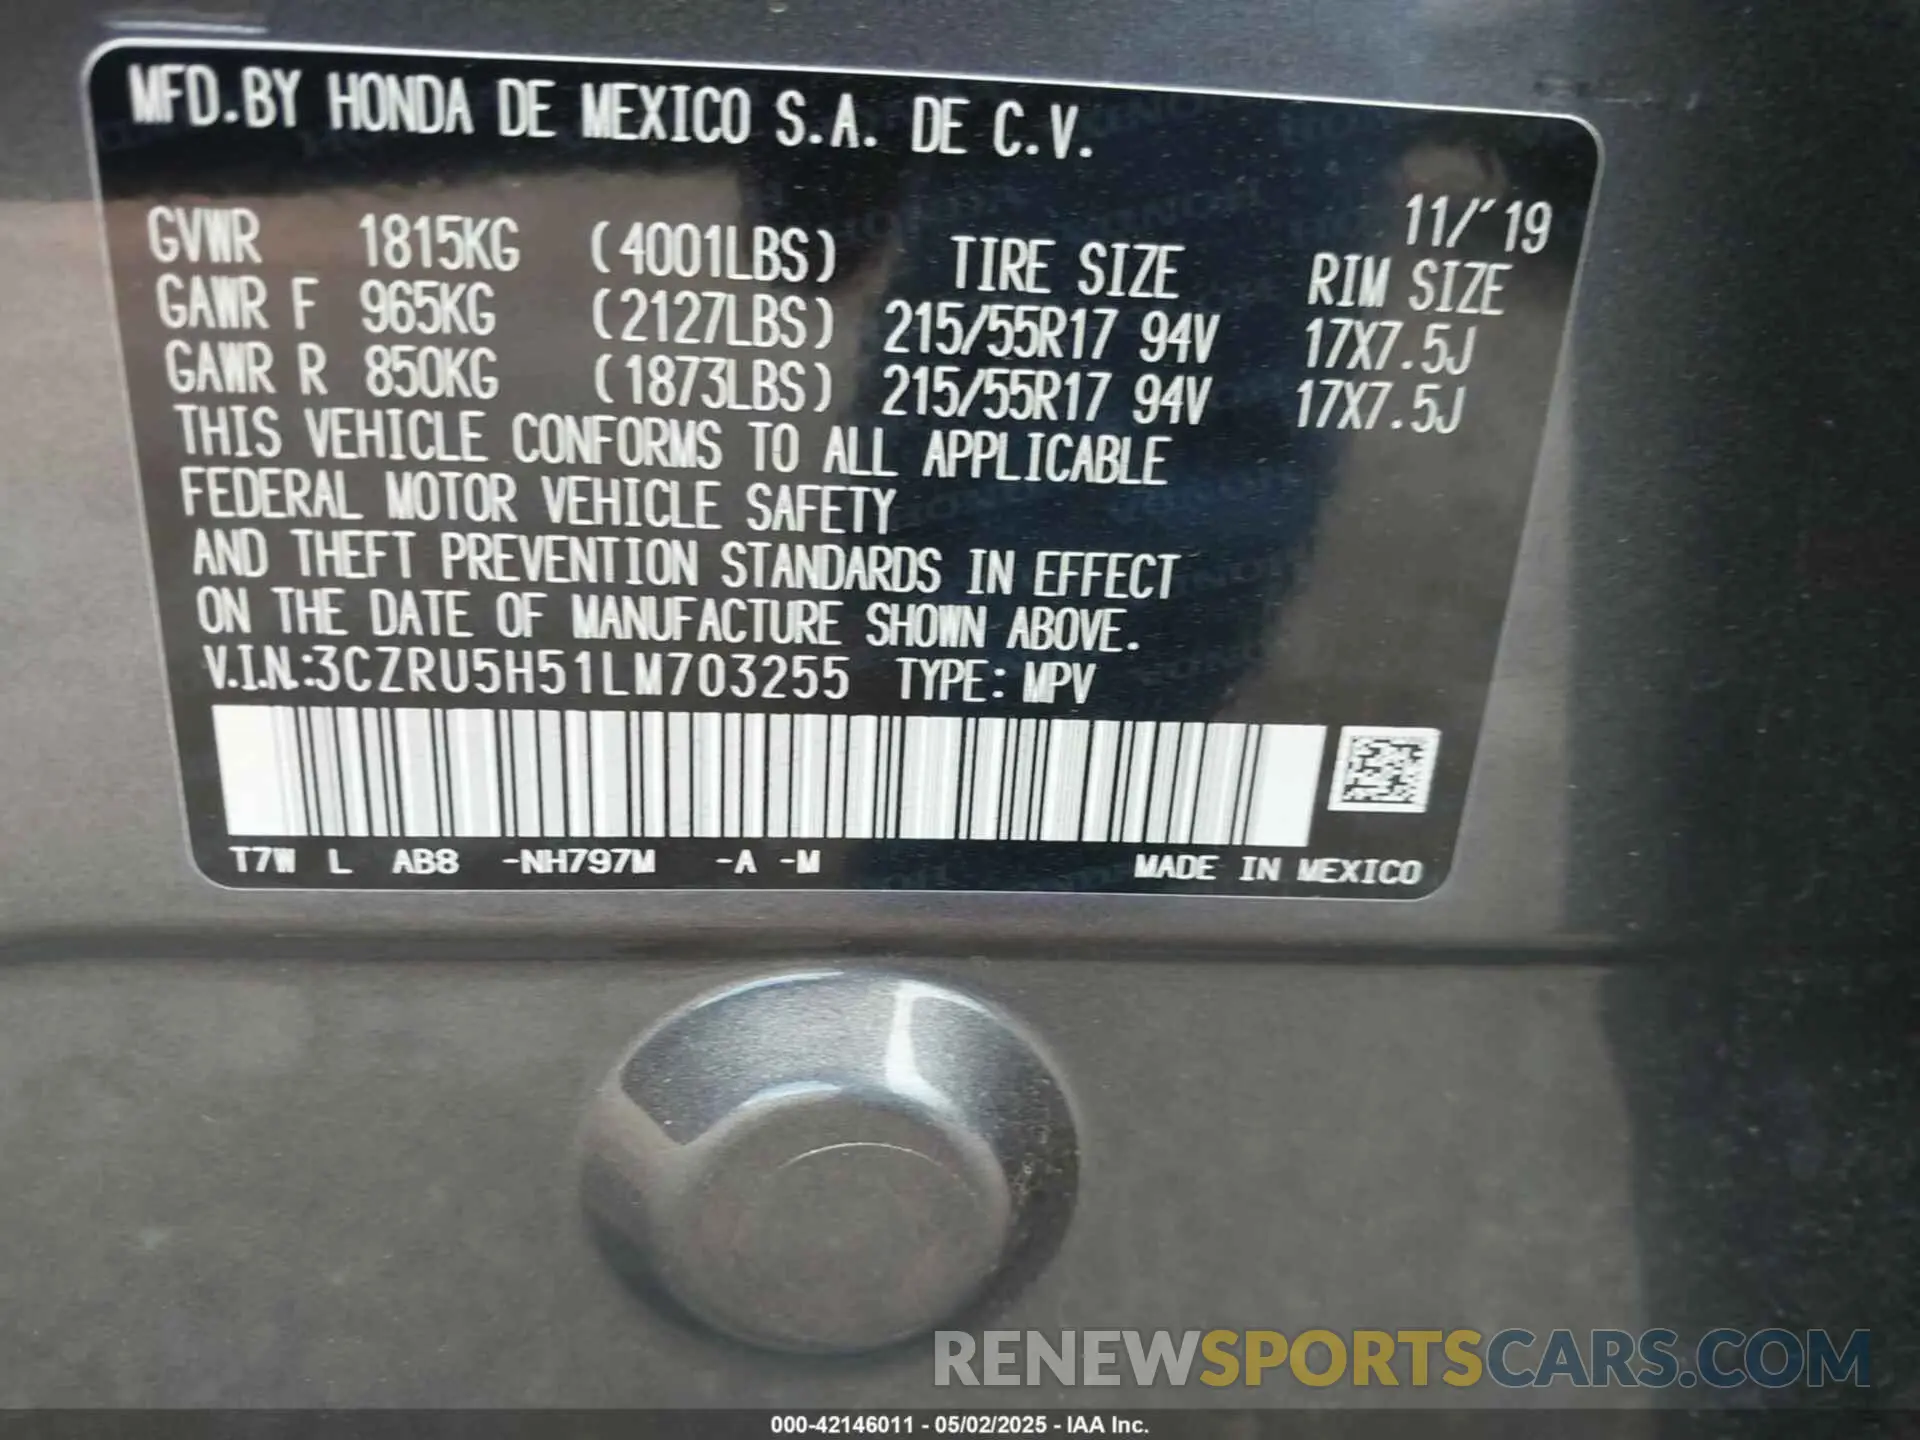 MFD.BY HONDA DE MEXICO S.A. DE C.V.
11/'19
GVWR 1815KG (4001LBS) TIRE SIZE RIM SIZE
GAWR F 965KG (2127LBS) 215/55R17 94V 17X7.5J
GAWR R 850KG (1873LBS) 215/55R17 94V 17X7.5J
THIS VEHICLE CONFORMS TO ALL APPLICABLE
FEDERAL MOTOR VEHICLE SAFETY
AND THEFT PREVENTION STANDARDS IN EFFECT
ON THE DATE OF MANUFACTURE SHOWN ABOVE.
V.I.N.:3CZRU5H51LM703255 TYPE: MPV
T7W L AB8 -NH797M -A -M MADE IN MEXICO
RENEWSPORTSCARS.COM
000-42146011 - 05/02/2025 - IAA Inc.